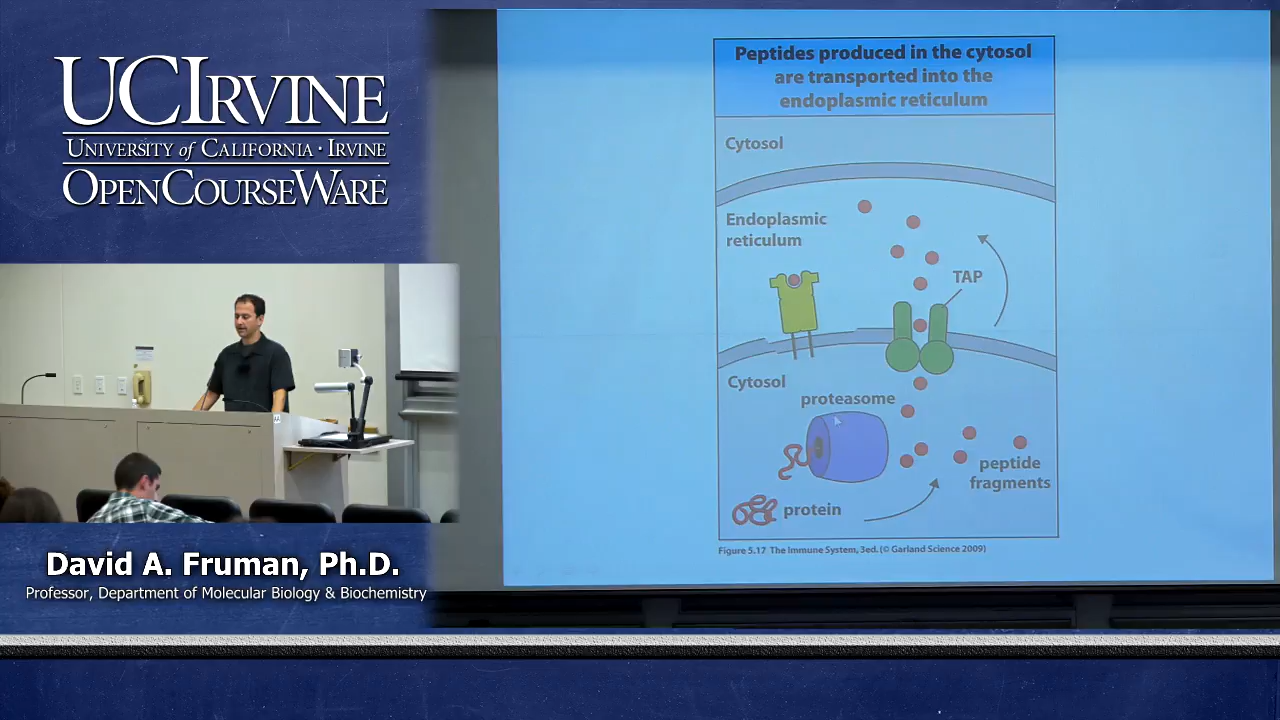 UCIRVINE
UNIVERSITY of CALIFORNIA · IRVINE
OPENCOURSEWARE
David A. Fruman, Ph.D.
Professor, Department of Molecular Biology & Biochemistry
Peptides produced in the cytosol
are transported into the
endoplasmic reticulum
Cytosol
Endoplasmic
reticulum
TAP
Cytosol
proteasome
peptide
fragments
protein
Figure 5.17 The Immune System, 3ed. (© Garland Science 2009)